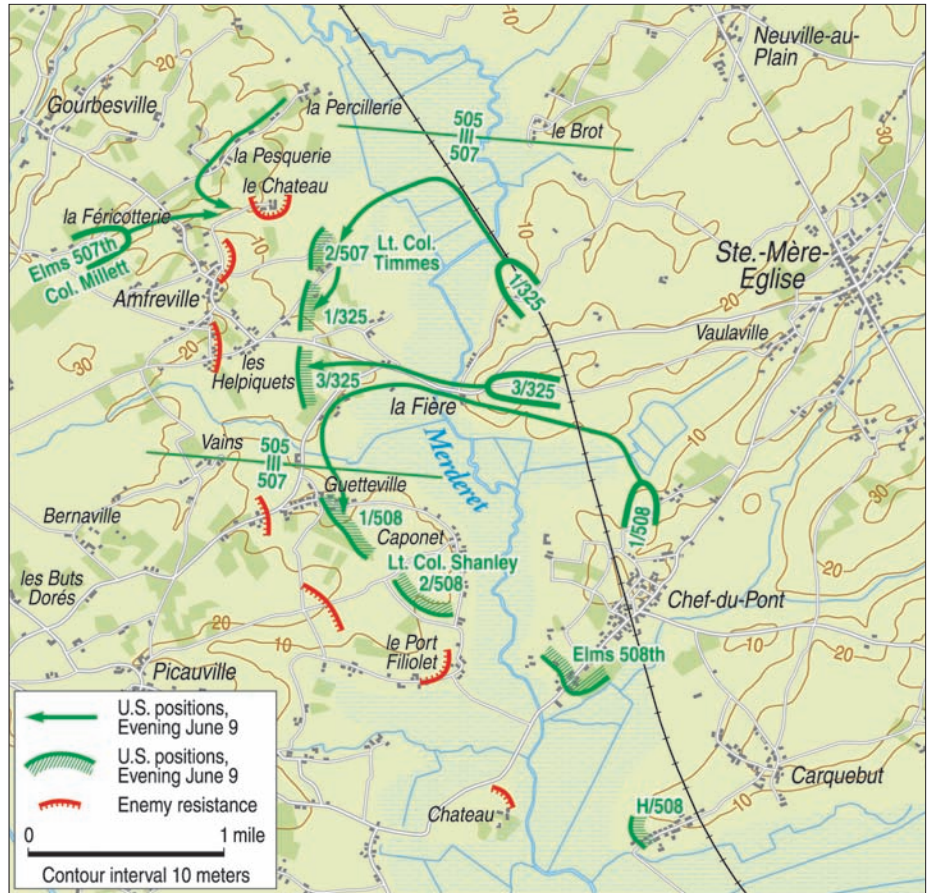 Neuville-au-
Plain
Gourbesville
la Percillerie
505
III
507
le Brot
la Pesquerie
le Chateau
la Féricotterie
Elms 507th
Col. Millett
2/507
Lt. Col.
Timmes
Ste.-Mère-
Eglise
1/325
Amfreville
1/325
Vaulaville
les
Helpiquets
3/325
3/325
la Fière
Merderet
Vains
505
III
507
Guetteville
1/508
1/508
Bernaville
Caponet
Lt. Col. Shanley
2/508
les Buts
Dorés
Chef-du-Pont
le Port
Filiolet
Elms 508th
Picauville
Carquebut
Chateau
H/508
20
10
10
30
20
10
10
20
20
30
10
30
20
10
10
20
20
10
20
U.S. positions,
Evening June 9
U.S. positions,
Evening June 9
Enemy resistance
0 1 mile
Contour interval 10 meters